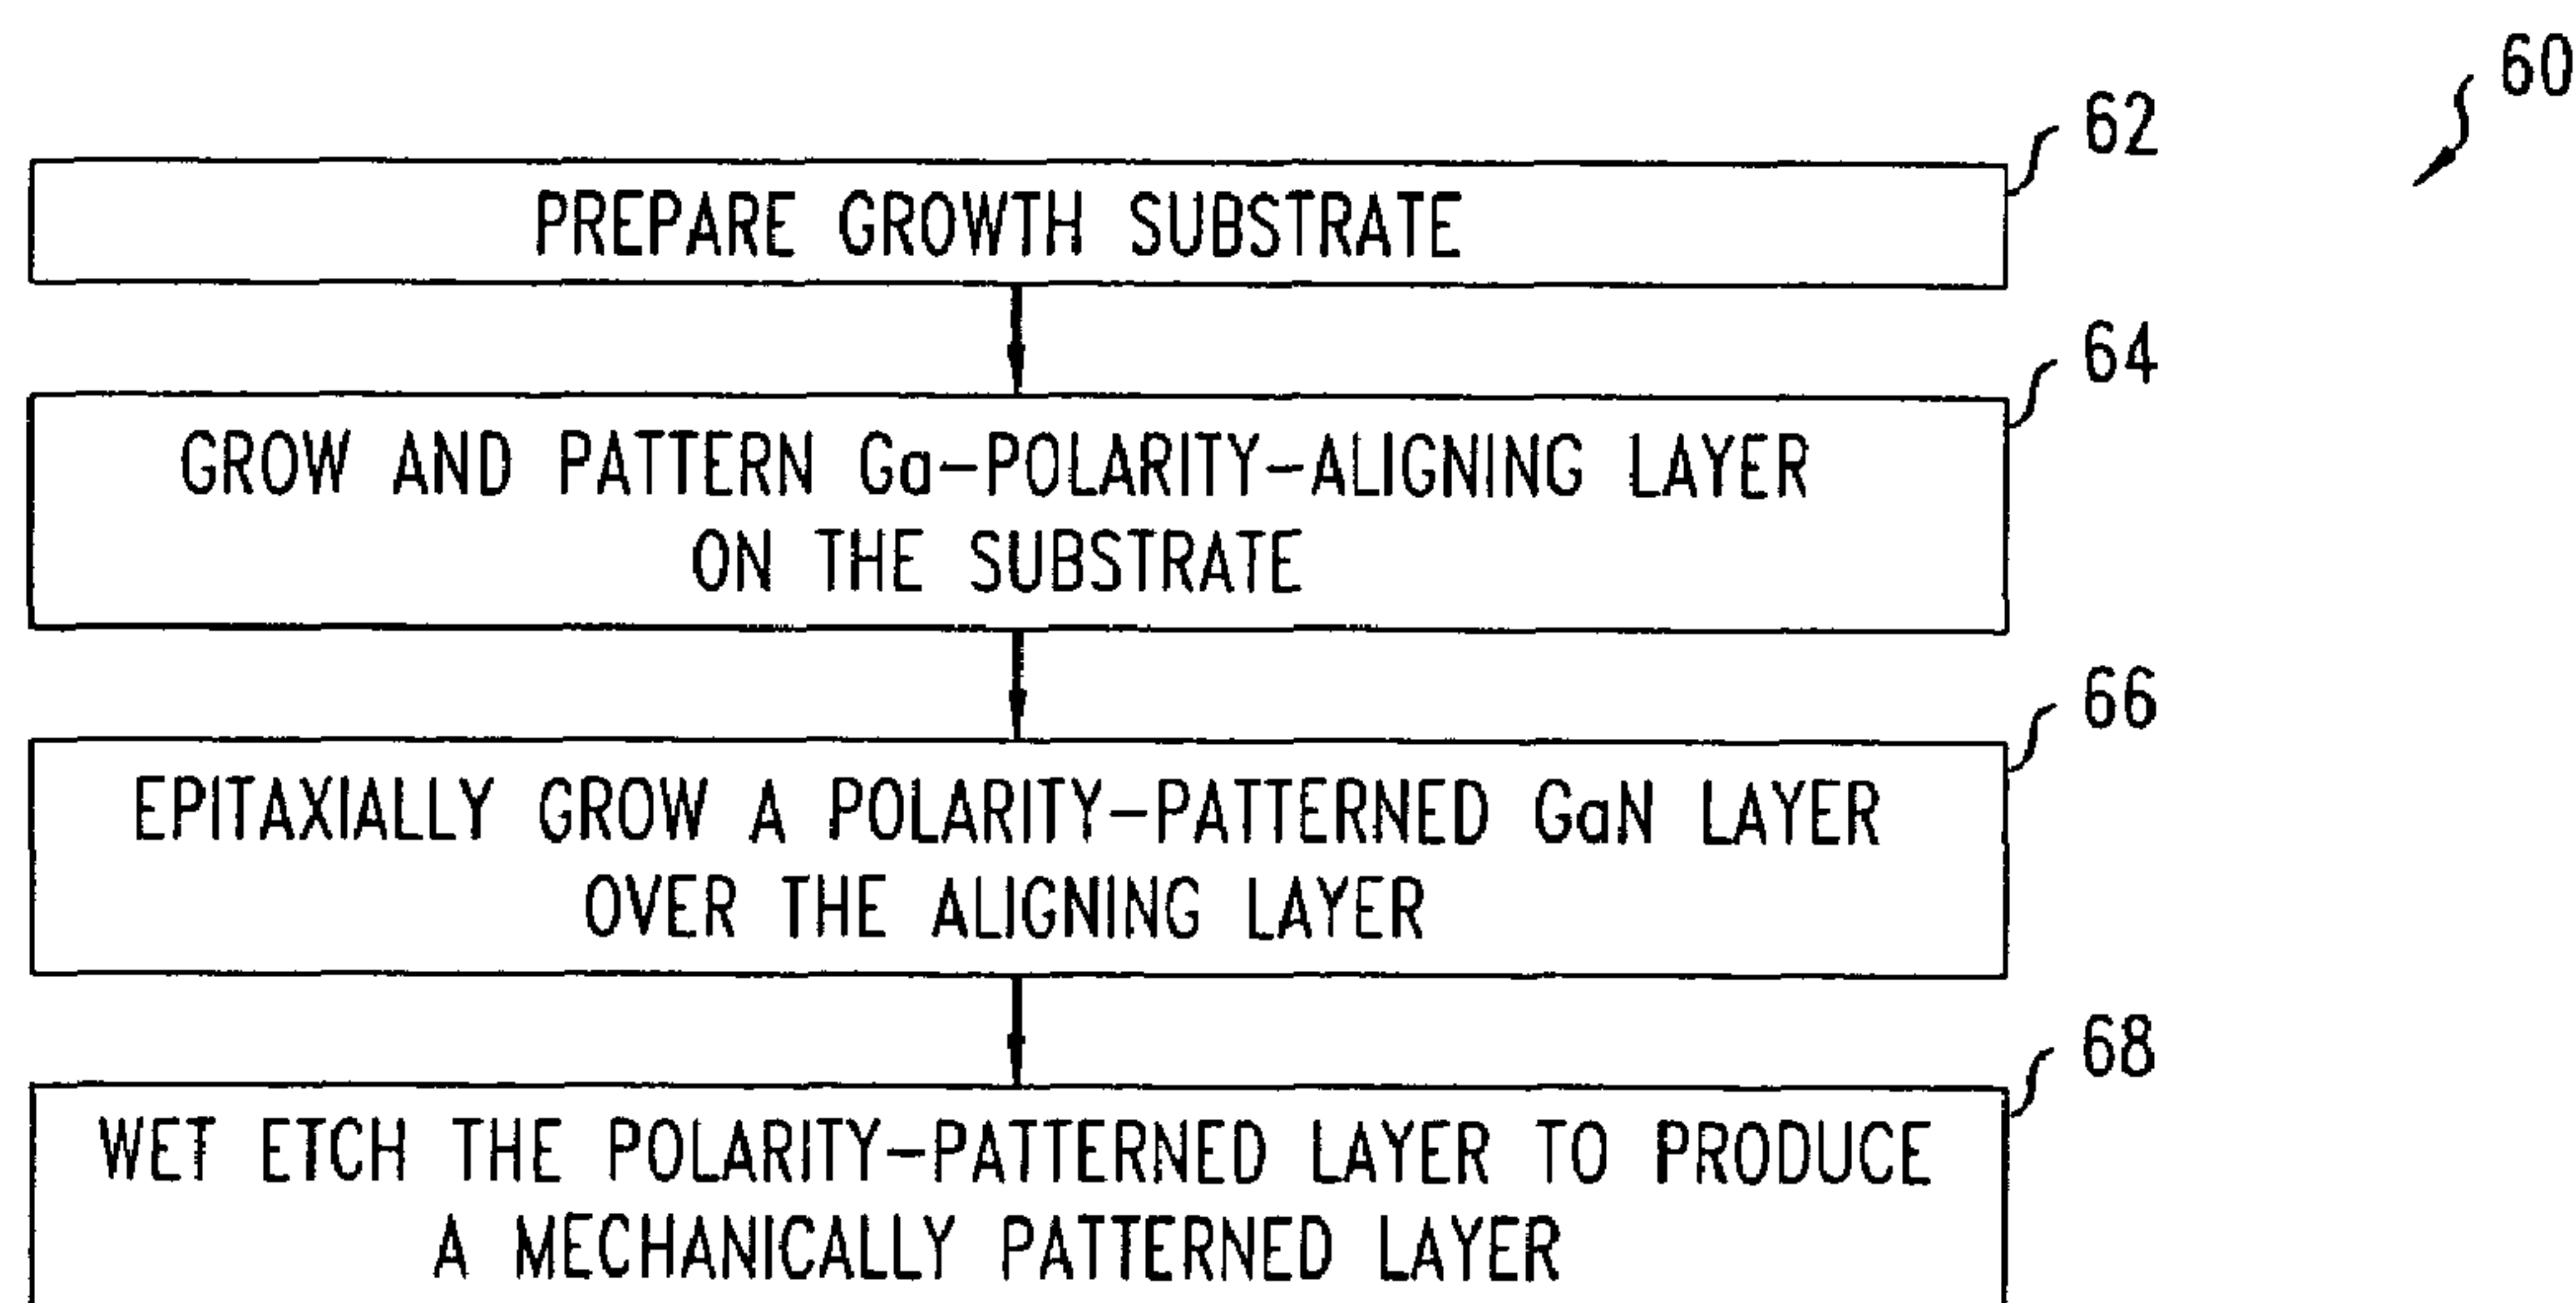 60
62
PREPARE GROWTH SUBSTRATE
64
GROW AND PATTERN Ga-POLARITY-ALIGNING LAYER
ON THE SUBSTRATE
66
EPITAXIALLY GROW A POLARITY-PATTERNED GaN LAYER
OVER THE ALIGNING LAYER
68
WET ETCH THE POLARITY-PATTERNED LAYER TO PRODUCE
A MECHANICALLY PATTERNED LAYER